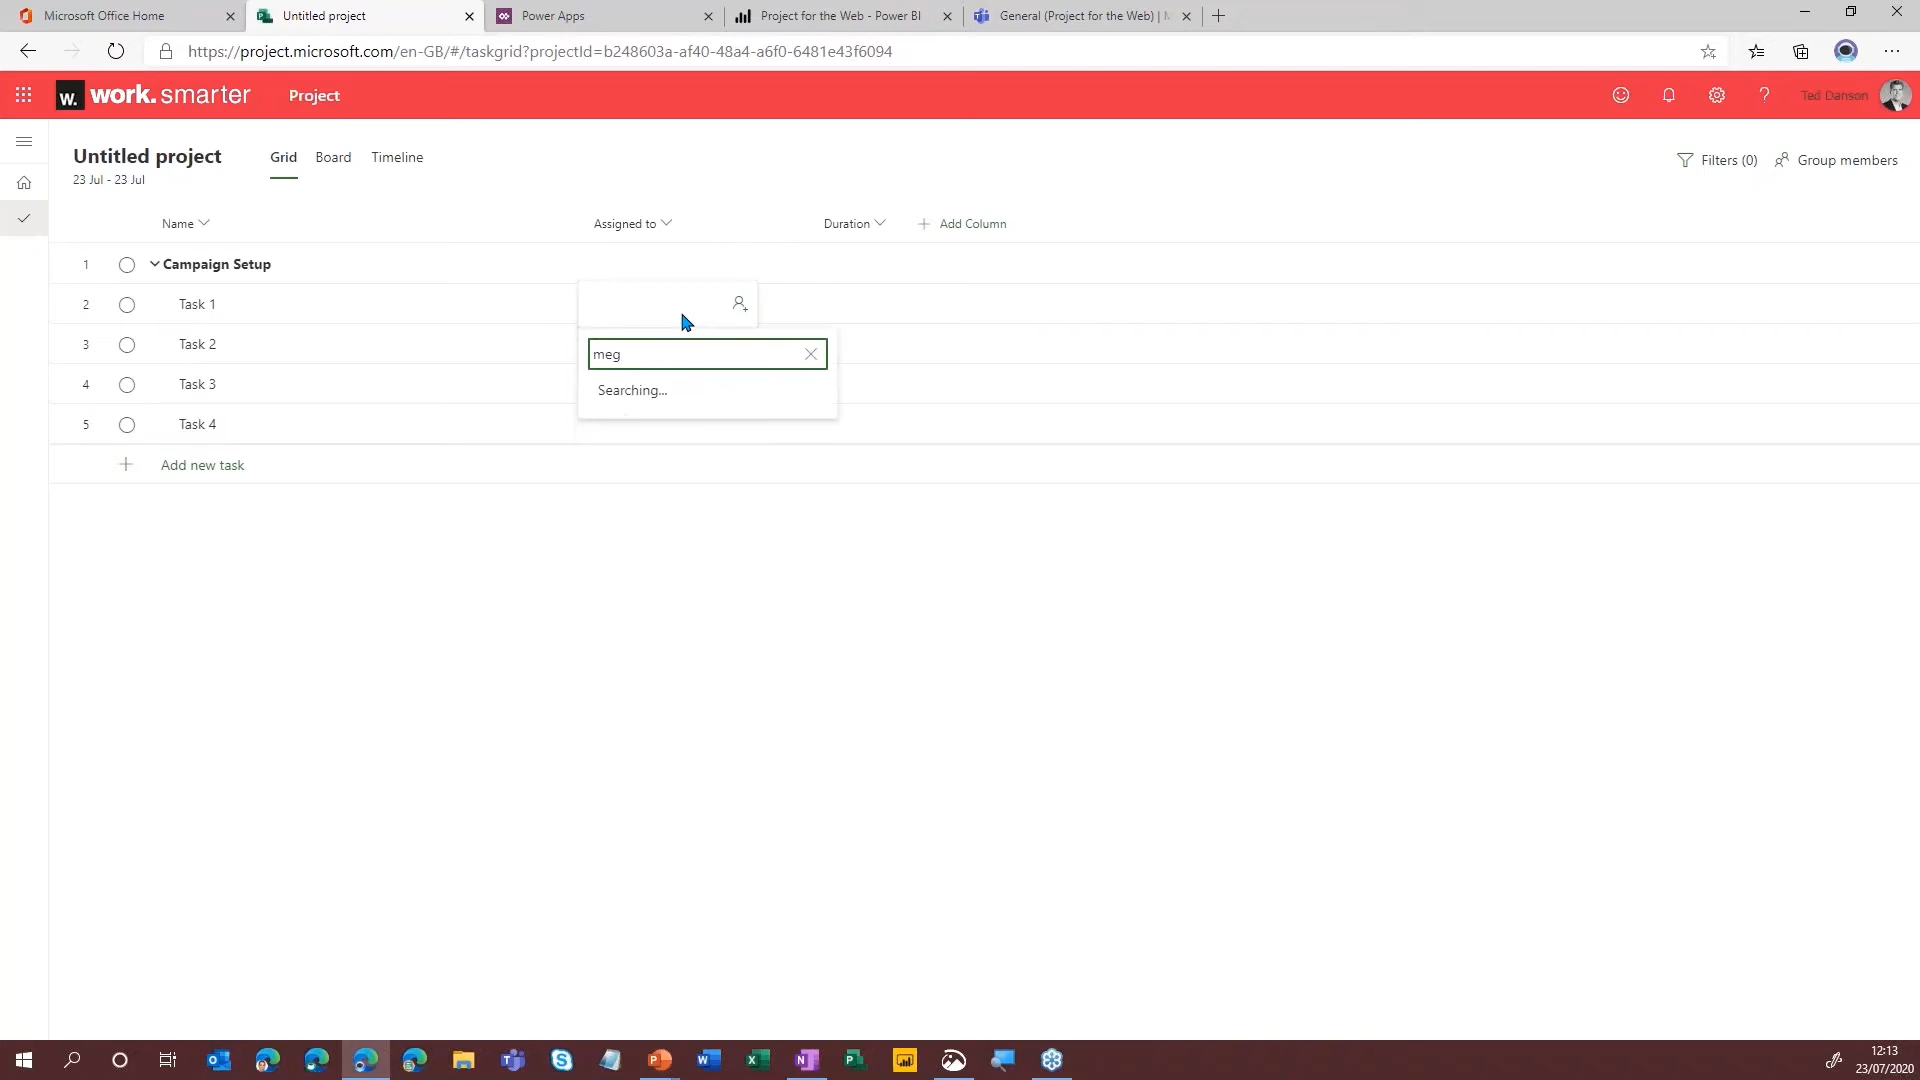 Microsoft Office Home
Untitled project
Power Apps
Project for the Web - Power BI
General (Project for the Web) |
https://project.microsoft.com/en-GB/#/taskgrid?projectId=b248603a-af40-48a4-a6f0-6481e43f6094
w. work.smarter
Project
Ted Danson
Untitled project
23 Jul - 23 Jul
Grid
Board
Timeline
Filters (0)
Group members
Name
Assigned to
Duration
Add Column
1 Campaign Setup
2 Task 1
3 Task 2
meg
4 Task 3
Searching...
5 Task 4
Add new task
12:13
23/07/2020